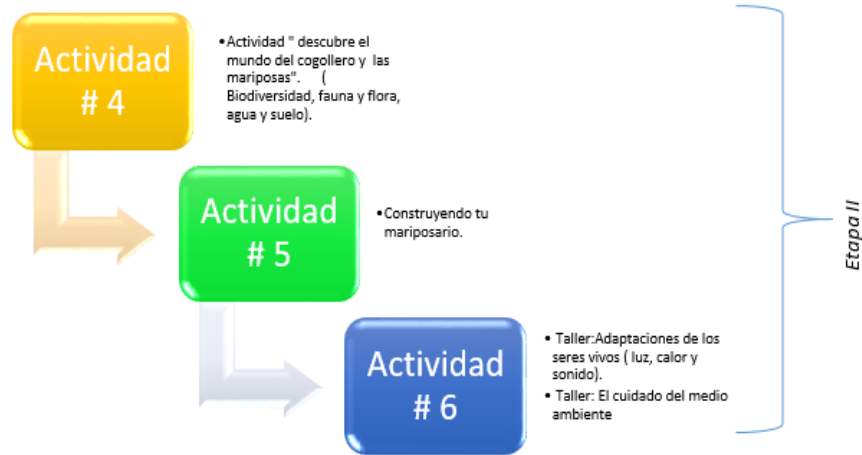 Actividad
# 4
•Actividad " descubre el
mundo del cogollero y  las
mariposas".     (
Biodiversidad, fauna y flora,
agua y suelo).
Actividad
# 5
•Construyendo tu
mariposario.
Actividad
# 6
• Taller:Adaptaciones de los
seres vivos ( luz, calor y
sonido).
• Taller: El cuidado del medio
ambiente
Etapa II